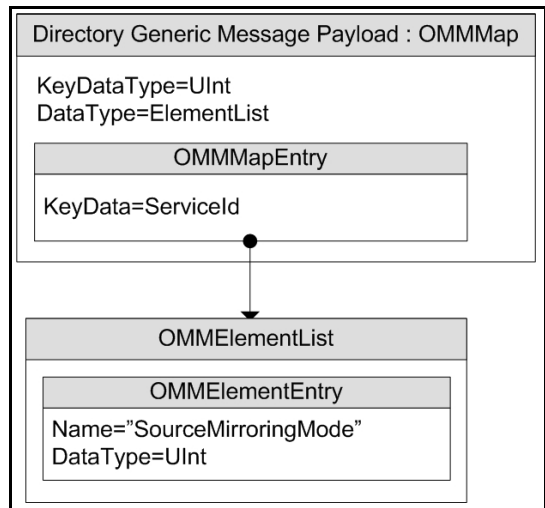 Directory Generic Message Payload : OMMMap
KeyDataType=UInt
DataType=ElementList
OMMMapEntry
KeyData=ServiceId
OMMElementList
OMMElementEntry
Name=”SourceMirroringMode”
DataType=UInt